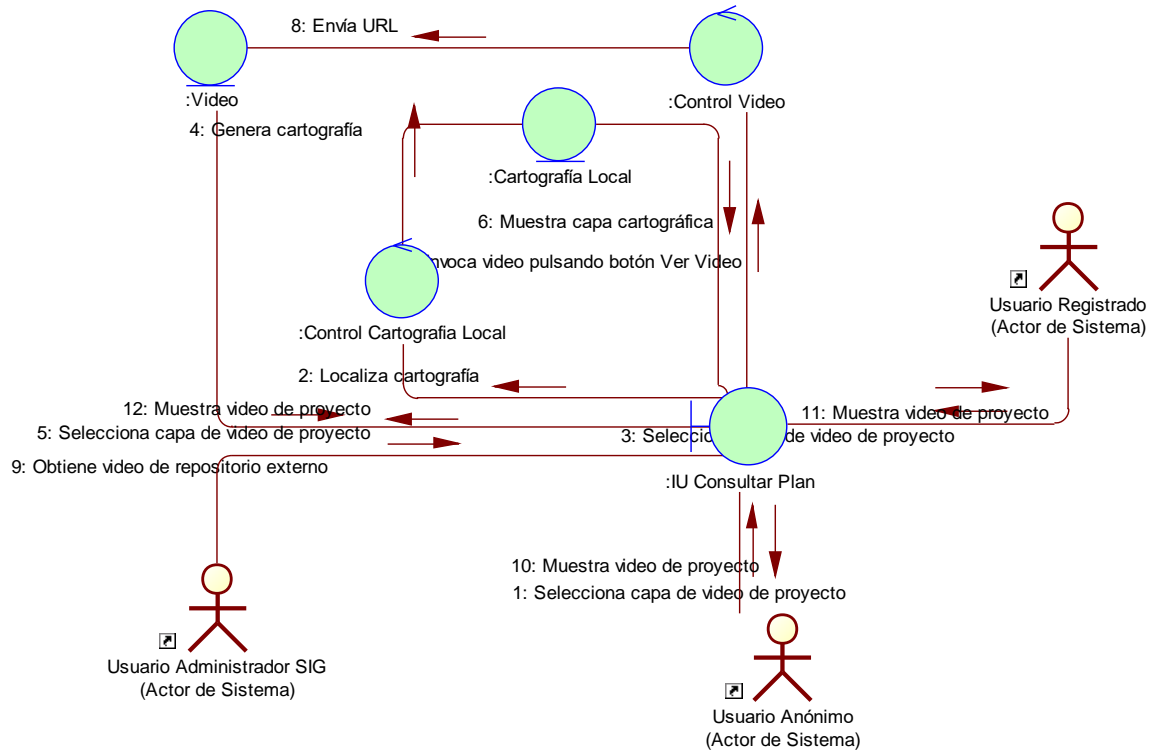 8: Envía URL
:Video
:Control Video
4: Genera cartografía
:Cartografía Local
6: Muestra capa cartográfica
invoca video pulsando botón Ver Video
:Control Cartografia Local
Usuario Registrado
(Actor de Sistema)
2: Localiza cartografía
12: Muestra video de proyecto
11: Muestra video de proyecto
5: Selecciona capa de video de proyecto
3: Selecci de video de proyecto
9: Obtiene video de repositorio externo
:IU Consultar Plan
10: Muestra video de proyecto
1: Selecciona capa de video de proyecto
Usuario Administrador SIG
(Actor de Sistema)
Usuario Anónimo
(Actor de Sistema)